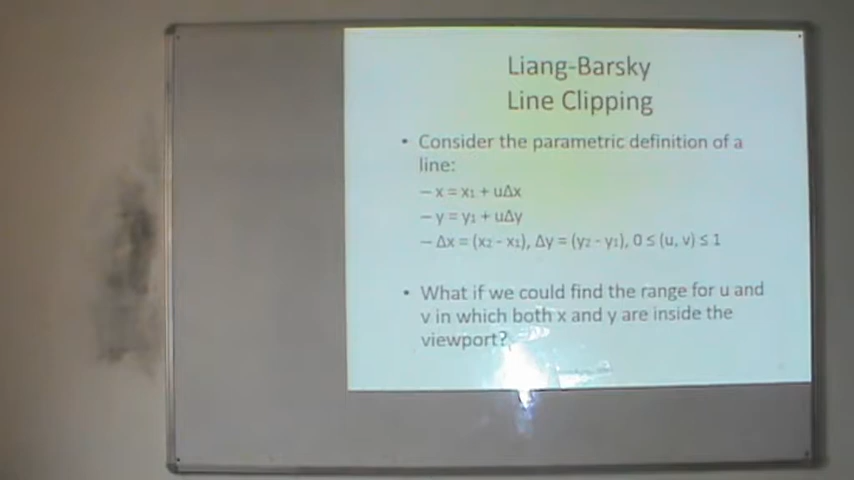 Liang-Barsky
Line Clipping
• Consider the parametric definition of a
line:
– x = x1 + uΔx
– y = y1 + uΔy
– Δx = (x2 - x1), Δy = (y2 - y1), 0 ≤ (u, v) ≤ 1
• What if we could find the range for u and
v in which both x and y are inside the
viewport?